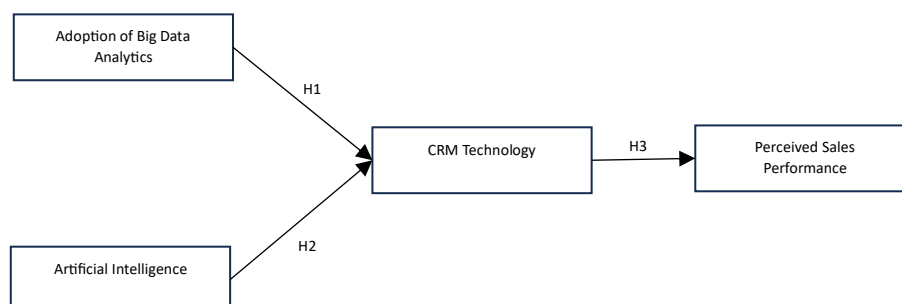 Adoption of Big Data
Analytics
H1
CRM Technology
H3
Perceived Sales
Performance
H2
Artificial Intelligence